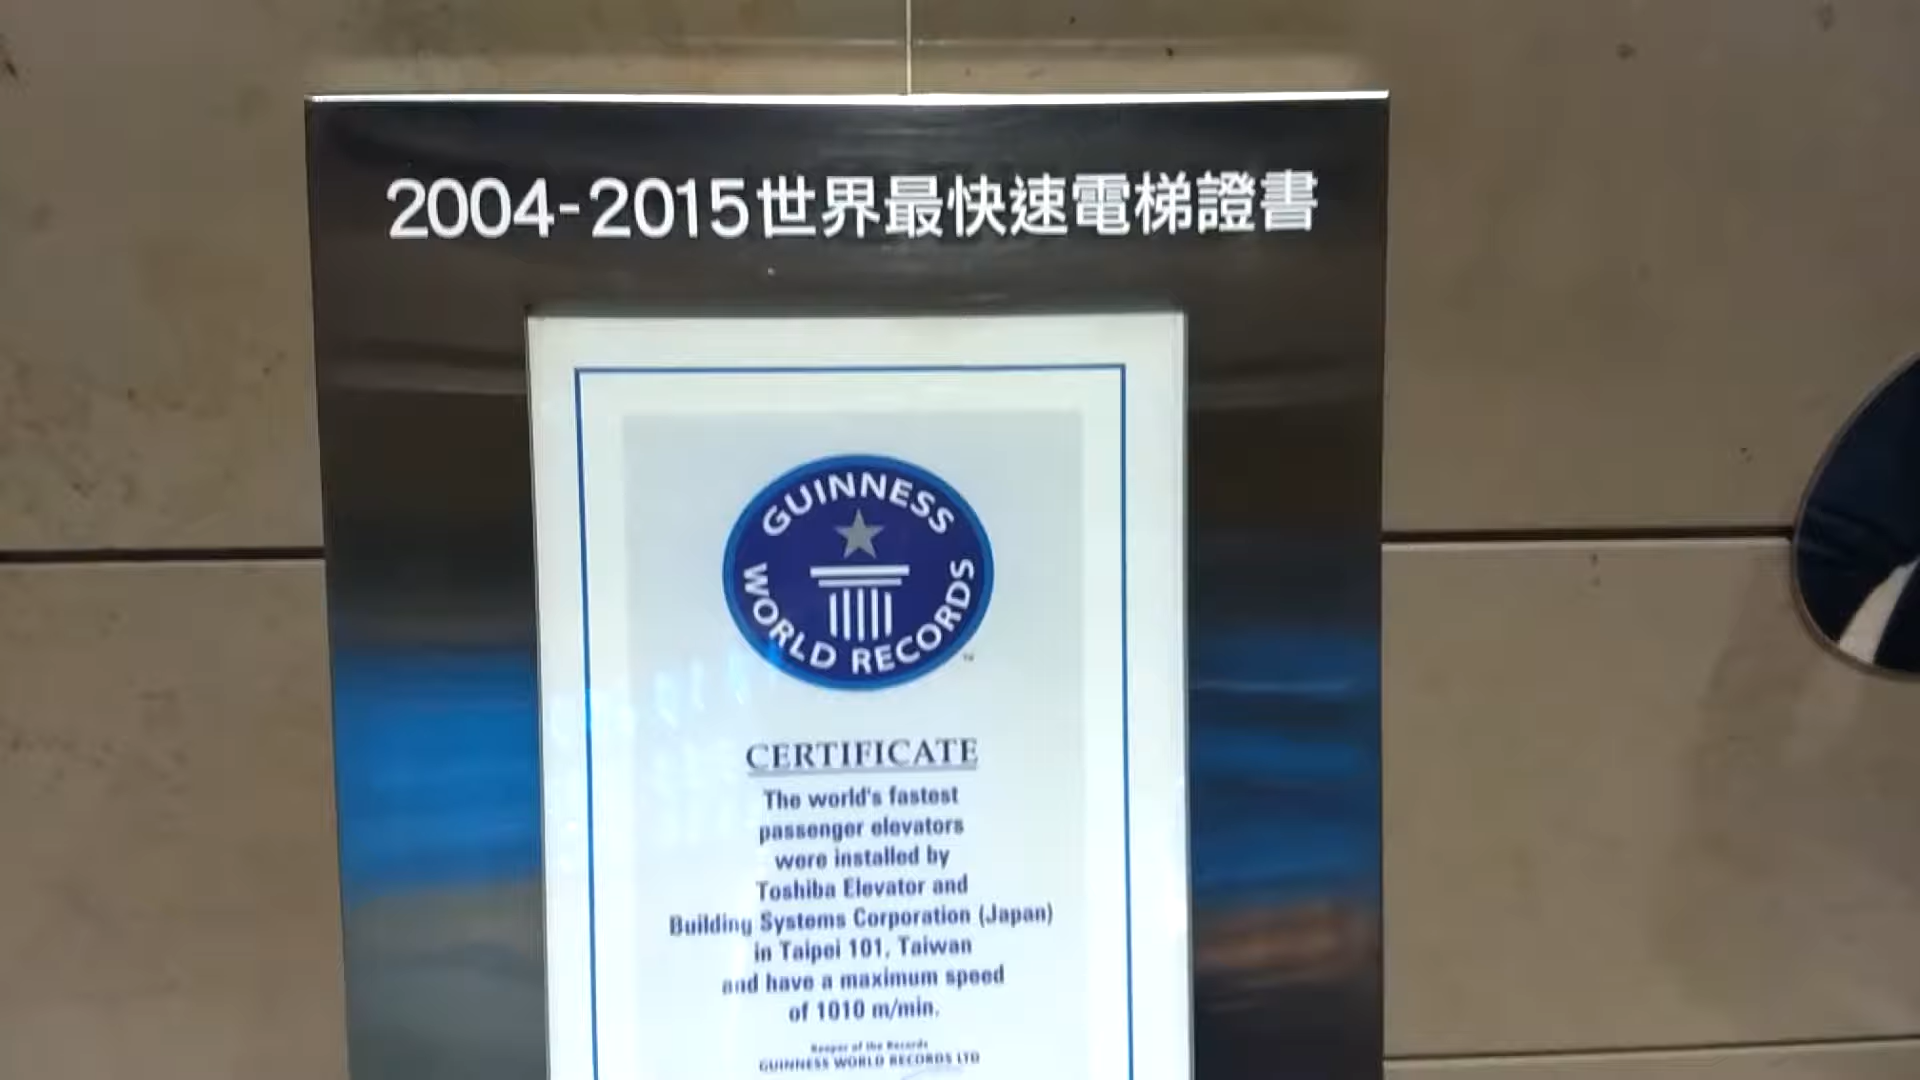 2004-2015世界最快速電梯證書
GUINNESS
WORLD RECORDS
™
CERTIFICATE
The world's fastest
passenger elevators
were installed by
Toshiba Elevator and
Building Systems Corporation (Japan)
in Taipei 101, Taiwan
and have a maximum speed
of 1010 m/min.
Keeper of the Records
GUINNESS WORLD RECORDS LTD